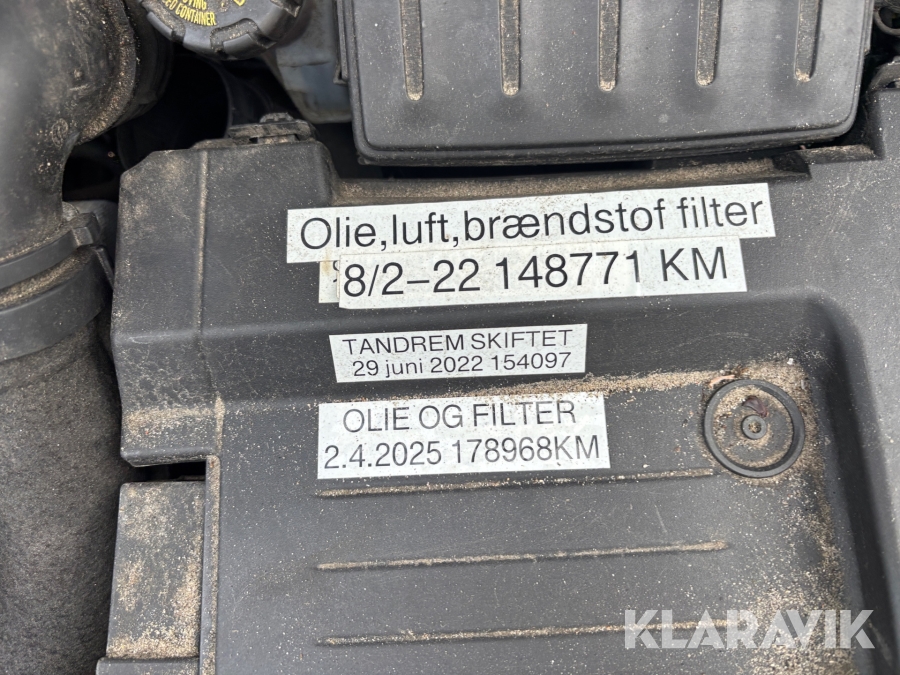 CONTAINER
Olie,luft,brændstof filter
8/2-22 148771 KM
TANDREM SKIFTET
29 juni 2022 154097
OLIE OG FILTER
2.4.2025 178968KM
KLARAVIK